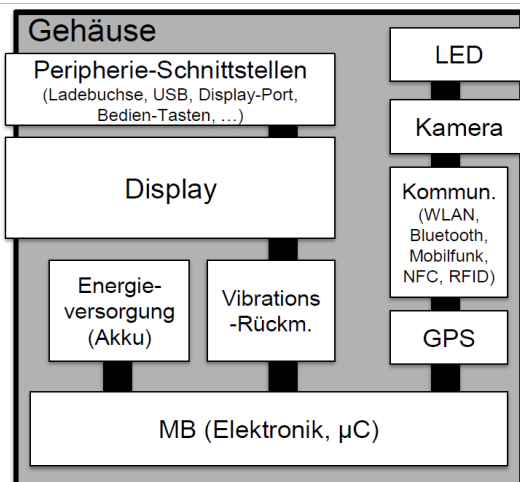 Gehäuse
Peripherie-Schnittstellen
(Ladebuchse, USB, Display-Port,
Bedien-Tasten, …)
Display
Energie-
versorgung
(Akku)
Vibrations
-Rückm.
LED
Kamera
Kommun.
(WLAN,
Bluetooth,
Mobilfunk,
NFC, RFID)
GPS
MB (Elektronik, µC)